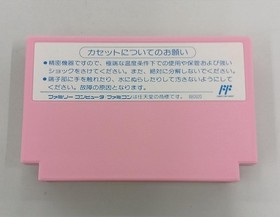 カセットについてのお願い
●精密機器ですので、極端な温度条件下での使用や保管および強い
ショックをさけてください。また、絶対に分解しないでください。
●端子部に手を触れたり、水にぬらしたりして汚さないようにして
ください。故障の原因となります。
ファミリーコンピュータ・ファミコンは任天堂の商標です。